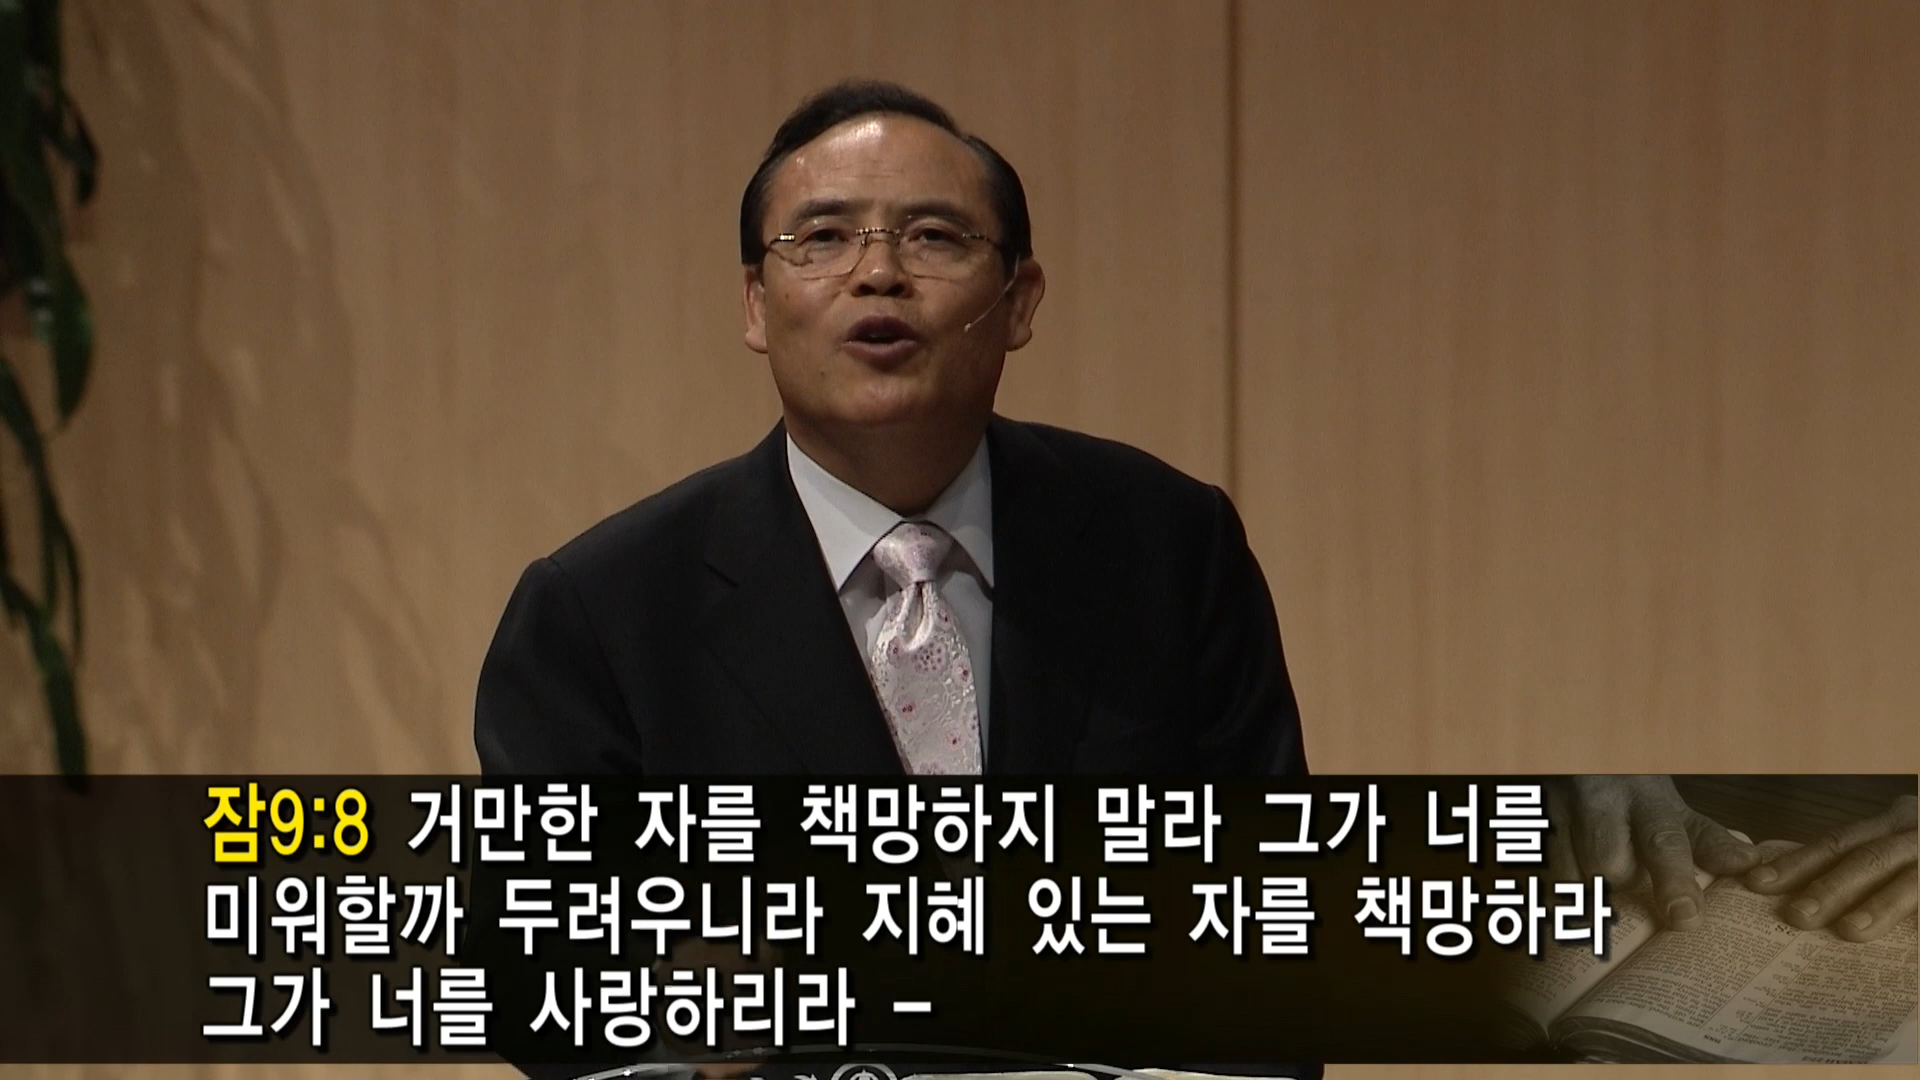 잠9:8 거만한 자를 책망하지 말라 그가 너를
미워할까 두려우니라 지혜 있는 자를 책망하라
그가 너를 사랑하리라 -